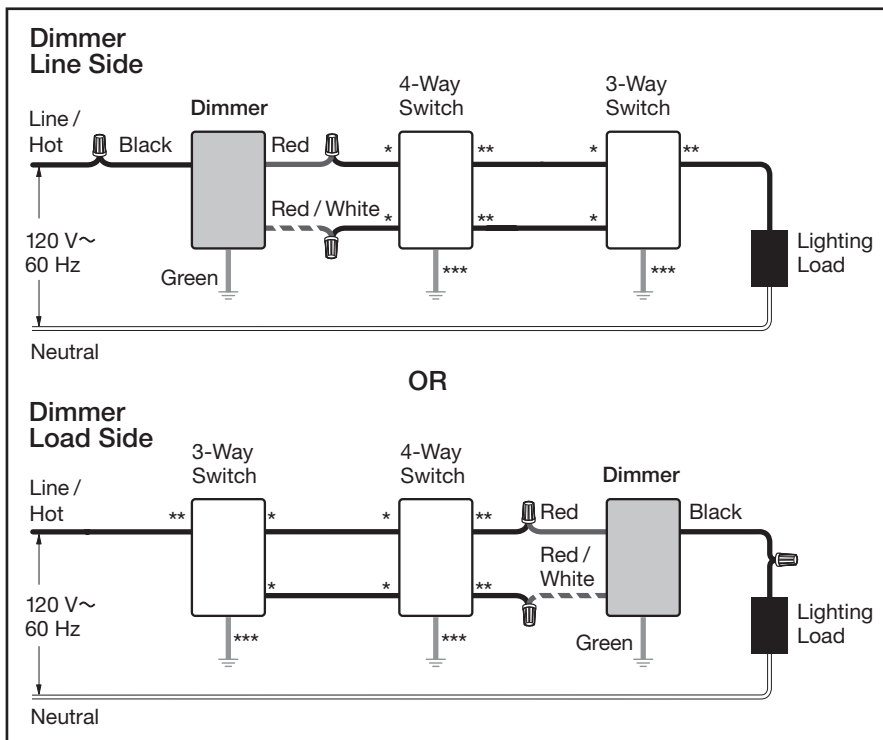 Dimmer
Line Side
4-Way
Switch
3-Way
Switch
Dimmer
Line /
Hot
Black
Red
*
**
*
**
Red / White
*
**
*
120 V~
60 Hz
Green
***
***
Lighting
Load
Neutral
OR
Dimmer
Load Side
3-Way
Switch
4-Way
Switch
Dimmer
Line /
Hot
**
*
*
**
Red
Black
Red /
White
*
*
**
120 V~
60 Hz
***
***
Green
Lighting
Load
Neutral